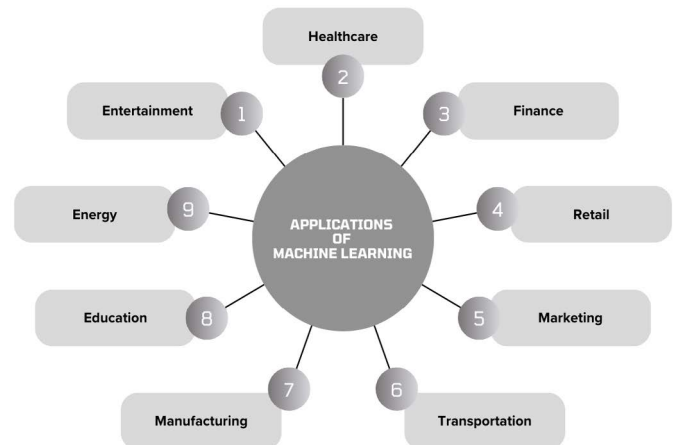 Healthcare
2
Entertainment
1
3
Finance
Energy
9
APPLICATIONS
OF
MACHINE LEARNING
4
Retail
Education
8
5
Marketing
7
Manufacturing
6
Transportation